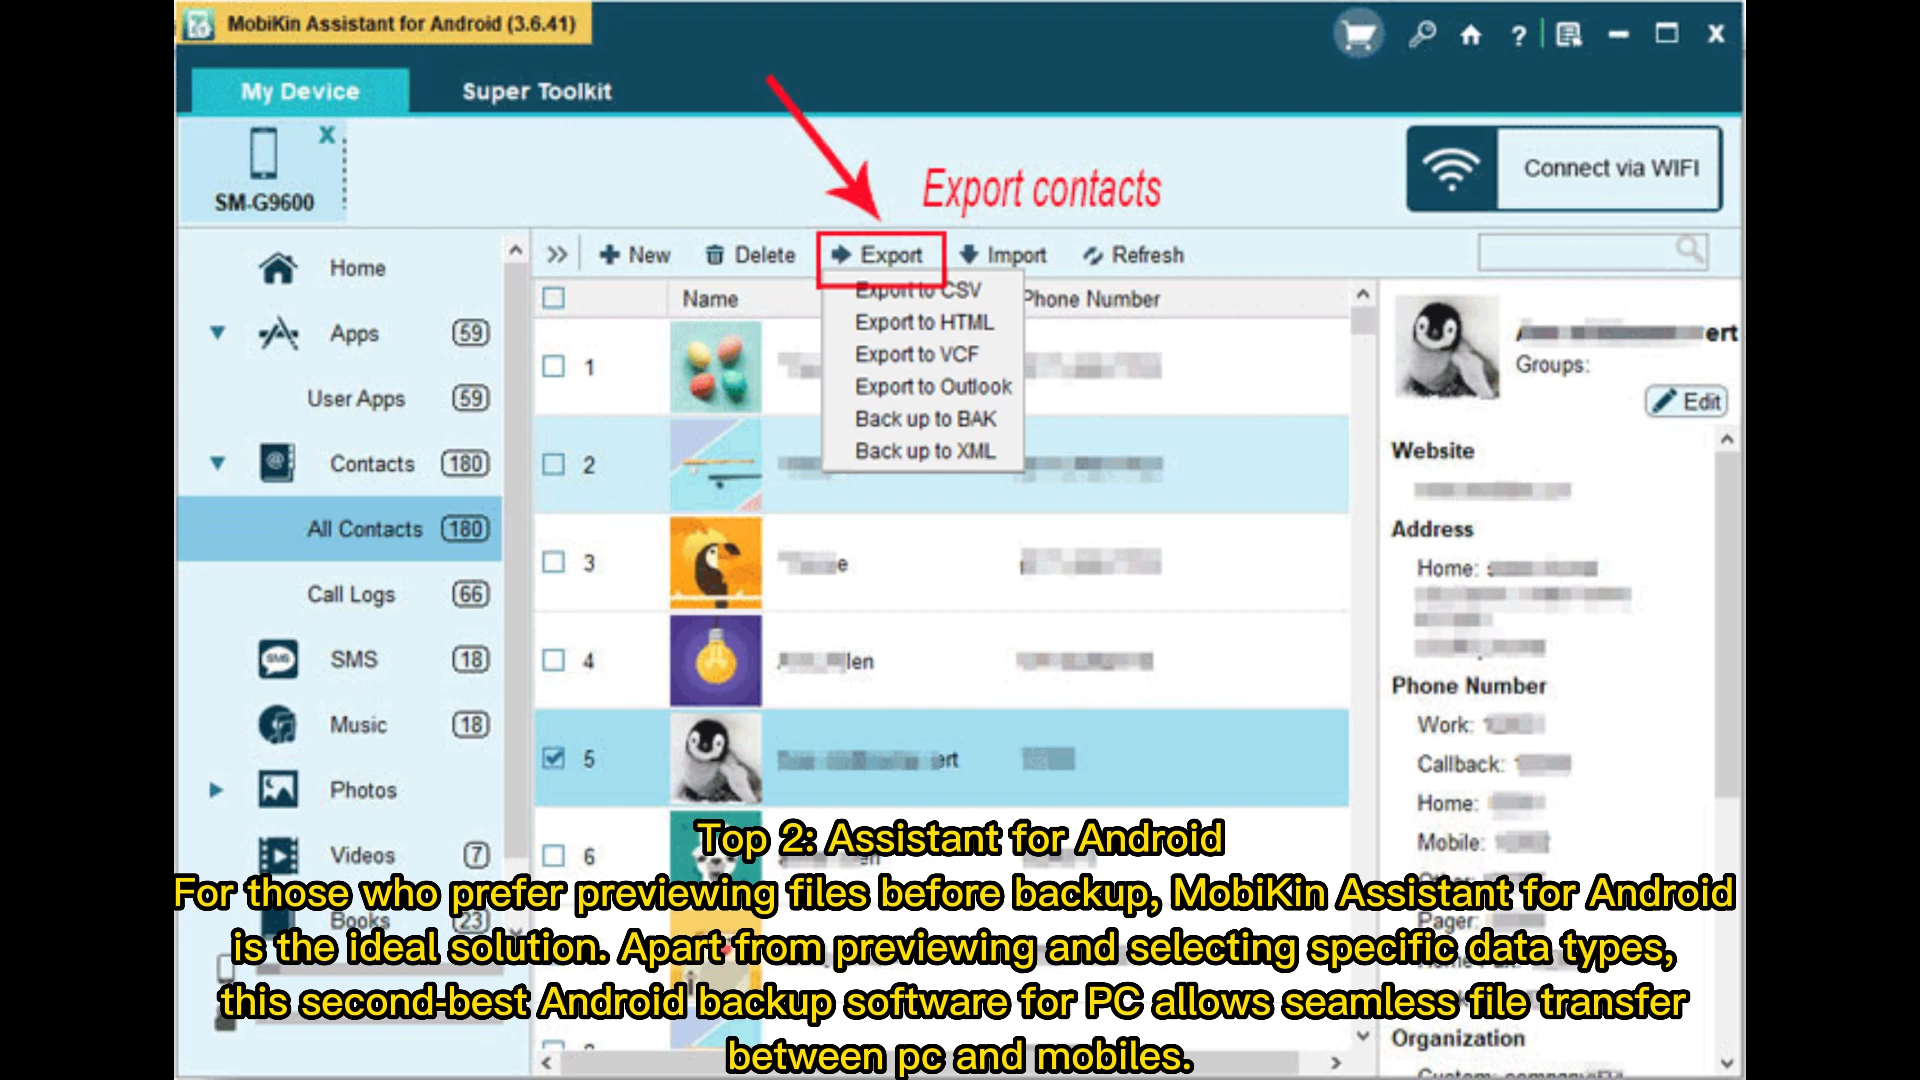 MobiKin Assistant for Android (3.6.41)
My Device
Super Toolkit
SM-G9600
Export contacts
Connect via WIFI
New Delete Export Import Refresh
Home
Apps 59
User Apps 59
Contacts 180
All Contacts 180
Call Logs 66
SMS 18
Music 18
Photos
Videos 7
Books 23
Name
Phone Number
Export to CSV
Export to HTML
Export to VCF
Export to Outlook
Back up to BAK
Back up to XML
1
2
3
4
5
6
Groups:
Edit
Website
Address
Home:
Phone Number
Work:
Callback:
Home:
Mobile:
Pager:
Organization
Top 2: Assistant for Android
For those who prefer previewing files before backup, MobiKin Assistant for Android
is the ideal solution. Apart from previewing and selecting specific data types,
this second-best Android backup software for PC allows seamless file transfer
between pc and mobiles.